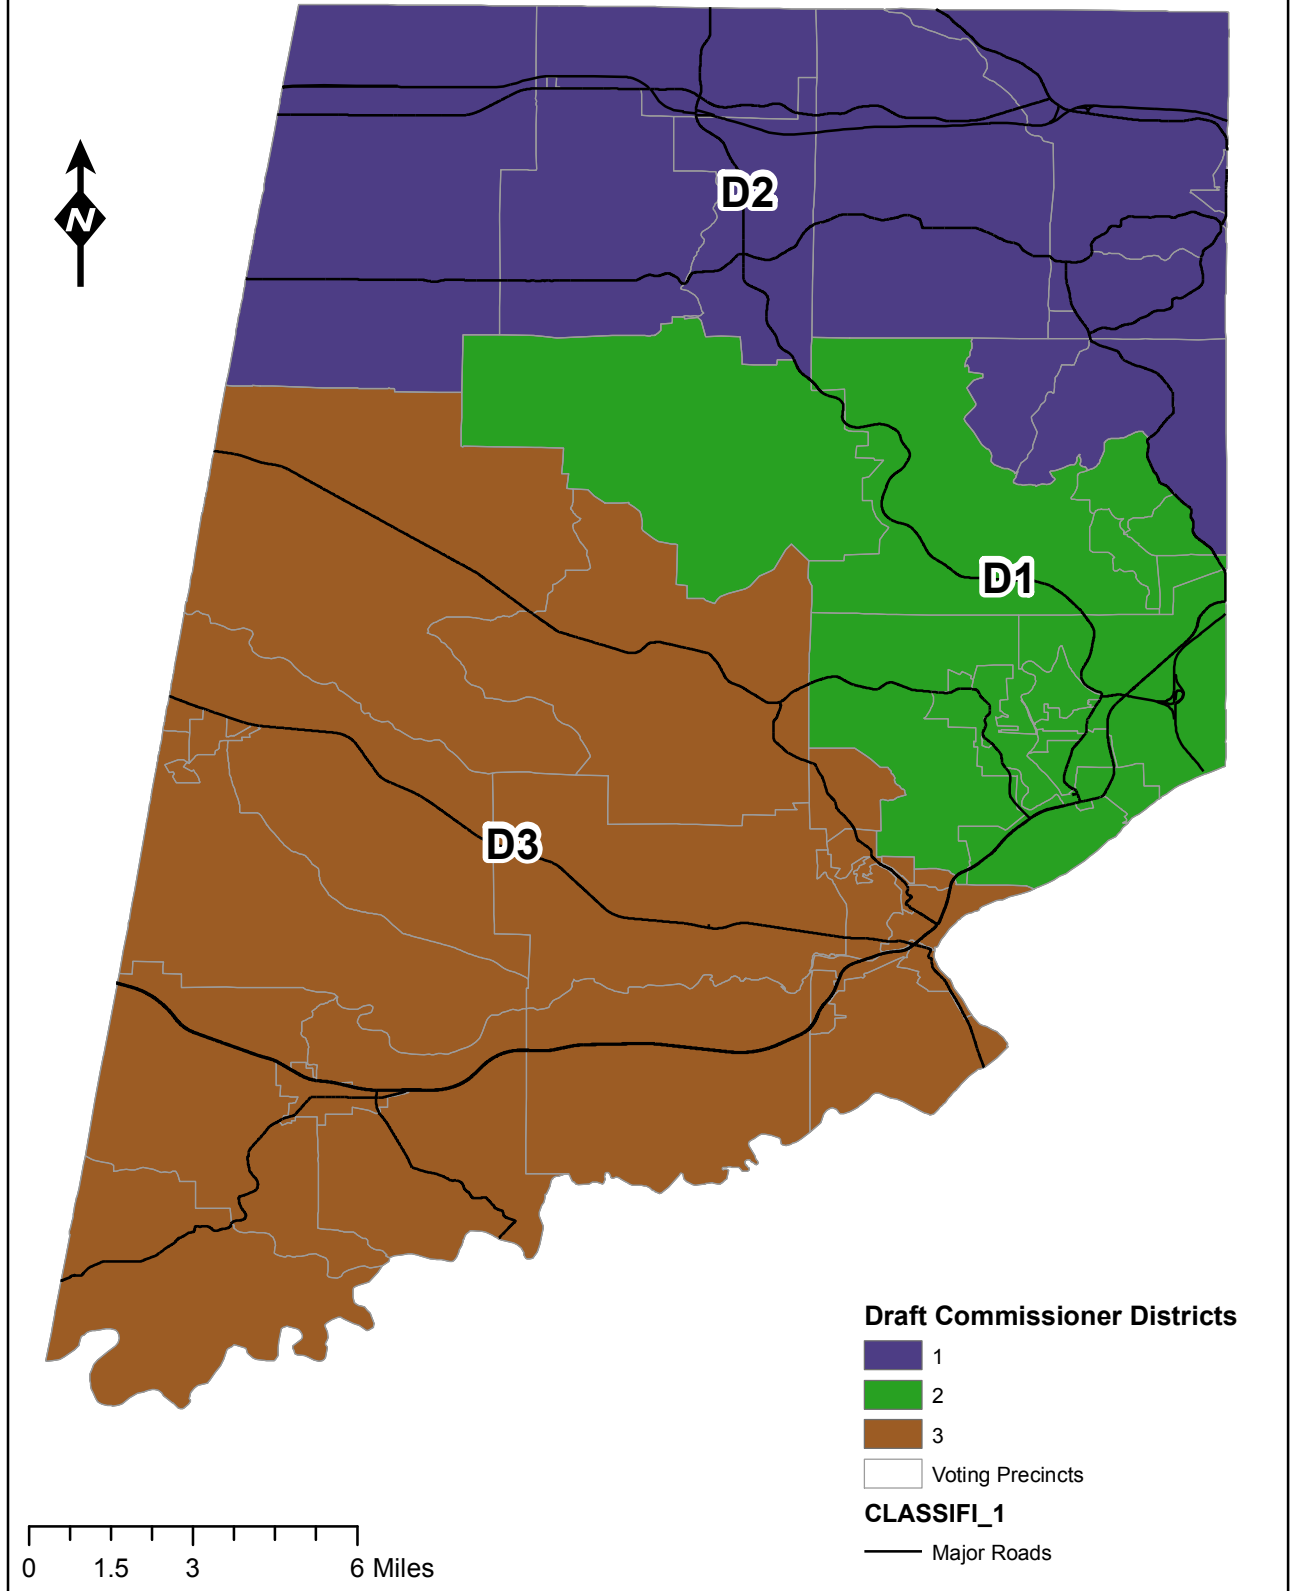 N
D2
D1
D3
Draft Commissioner Districts
1
2
3
Voting Precincts
CLASSIFI_1
Major Roads
0 1.5 3 6 Miles